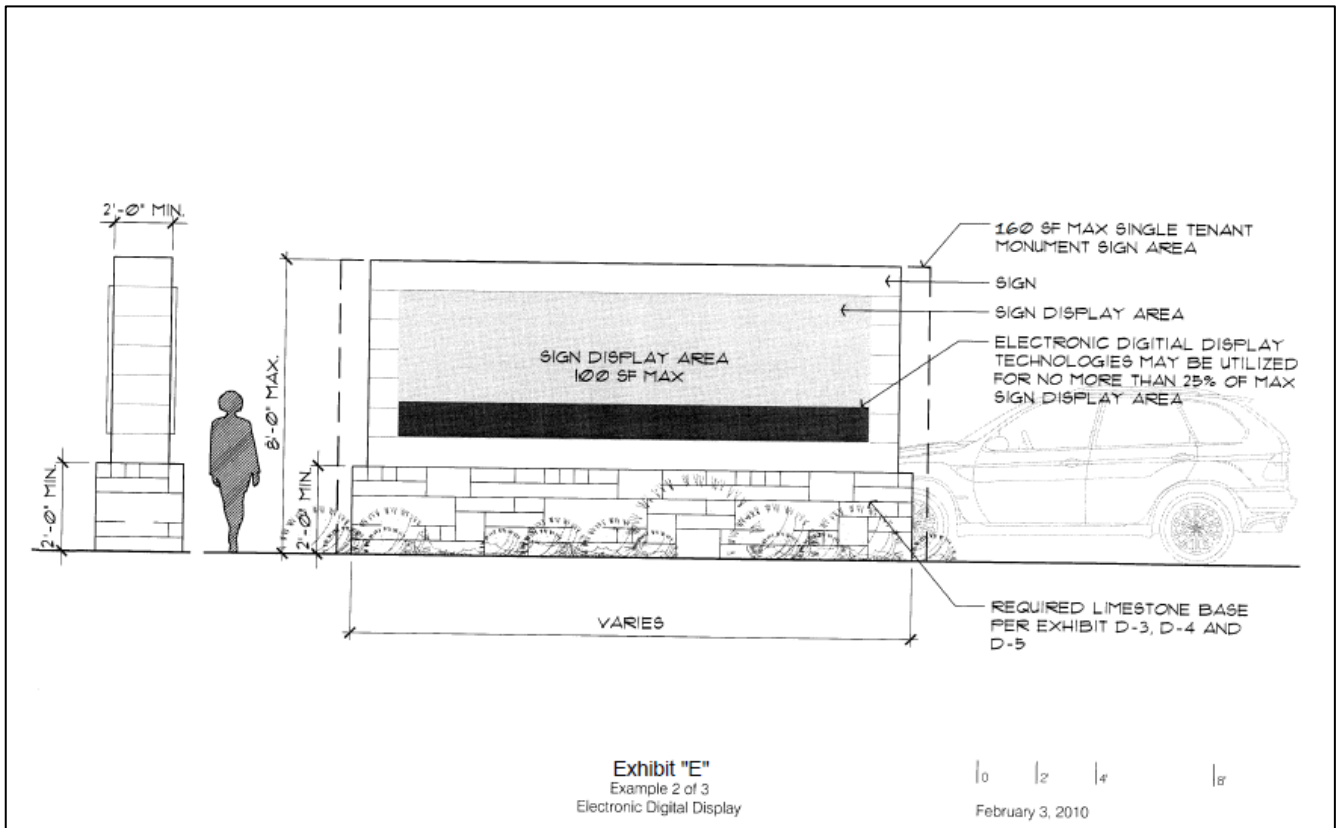 2'-0" MIN.
160 SF MAX SINGLE TENANT
MONUMENT SIGN AREA
SIGN
SIGN DISPLAY AREA
ELECTRONIC DIGITIAL DISPLAY
TECHNOLOGIES MAY BE UTILIZED
FOR NO MORE THAN 25% OF MAX
SIGN DISPLAY AREA
SIGN DISPLAY AREA
100 SF MAX
8'-0" MAX.
2'-0" MIN.
2'-0" MIN.
REQUIRED LIMESTONE BASE
PER EXHIBIT D-3, D-4 AND
D-5
VARIES
Exhibit "E"
Example 2 of 3
Electronic Digital Display
0 2' 4' 8'
February 3, 2010